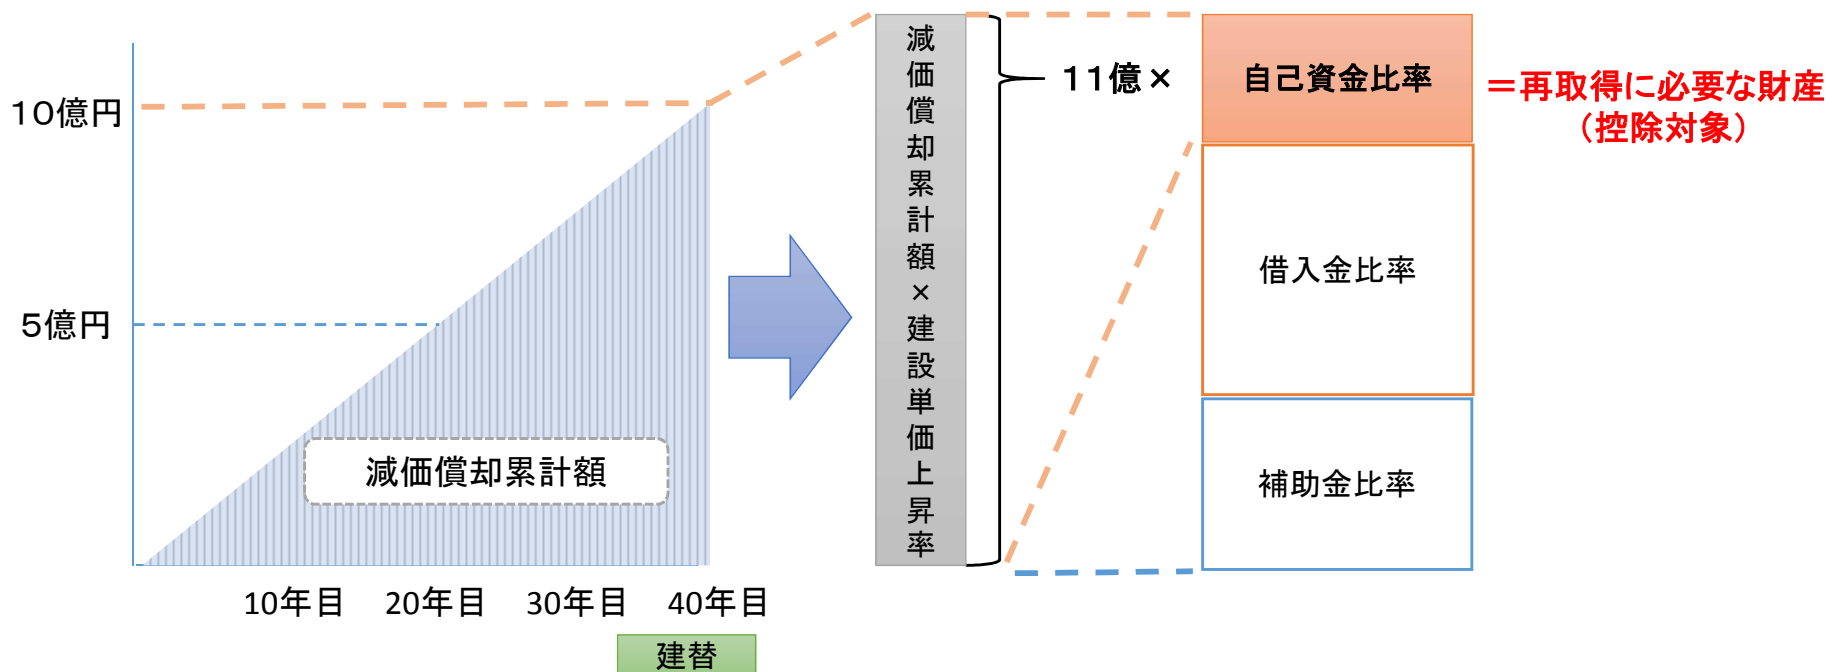 10億円
5億円
減価償却累計額
10年目
20年目
30年目
40年目
建替
減価償却累計額×建設単価上昇率
11億×
自己資金比率
借入金比率
補助金比率
＝再取得に必要な財産
（控除対象）